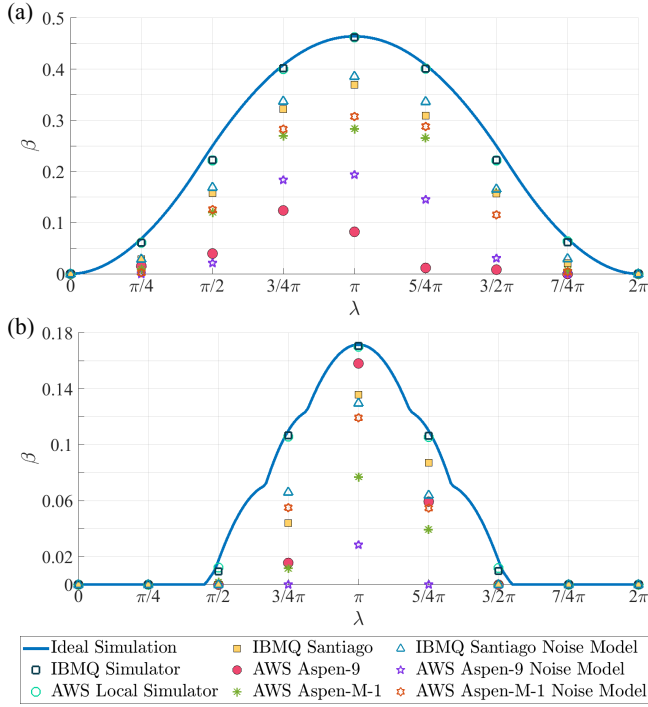 (a)
0.5
0.4
0.3
0.2
0.1
0
β
0 π/4 π/2 3/4π π 5/4π 3/2π 7/4π 2π
λ
(b)
0.18
0.14
0.1
0.06
0.02
0
β
0 π/4 π/2 3/4π π 5/4π 3/2π 7/4π 2π
λ
Ideal Simulation IBMQ Santiago IBMQ Santiago Noise Model
IBMQ Simulator AWS Aspen-9 AWS Aspen-9 Noise Model
AWS Local Simulator AWS Aspen-M-1 AWS Aspen-M-1 Noise Model